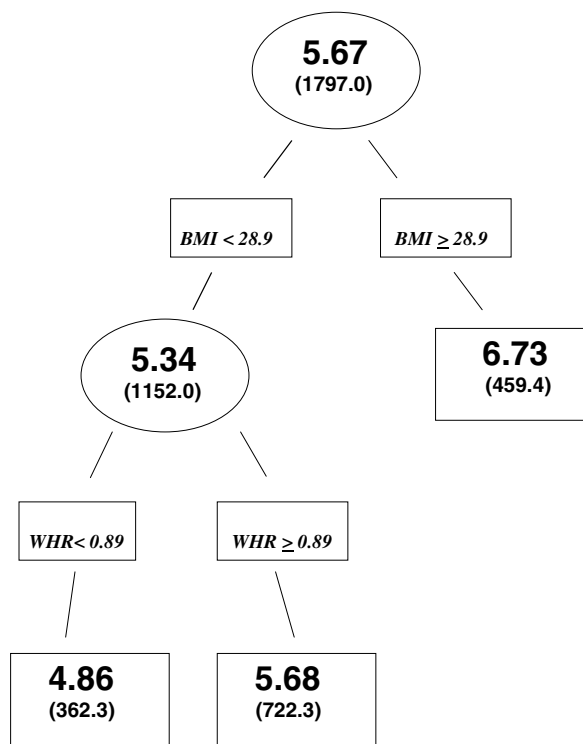 5.67
(1797.0)
BMI < 28.9
BMI ≥ 28.9
5.34
(1152.0)
6.73
(459.4)
WHR< 0.89
WHR ≥ 0.89
4.86
(362.3)
5.68
(722.3)